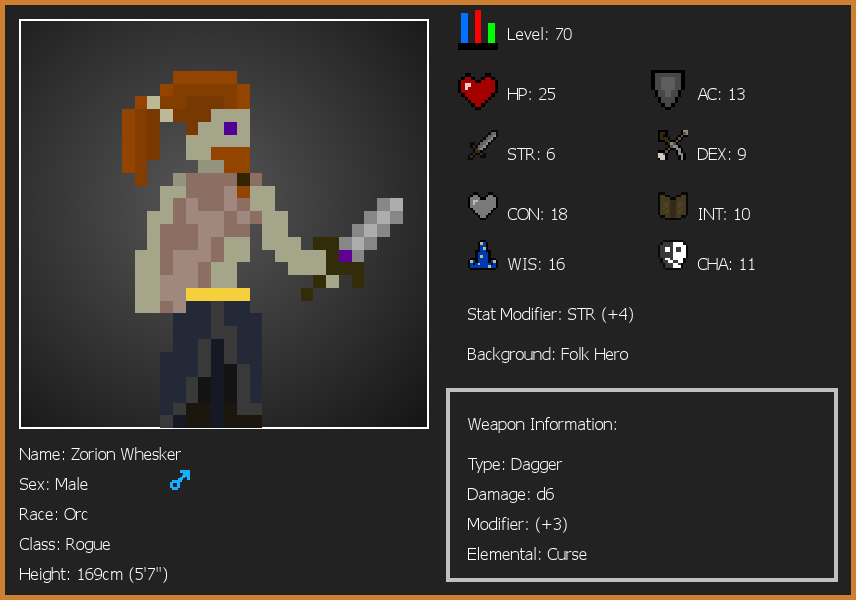 Level: 70
HP: 25
AC: 13
STR: 6
DEX: 9
CON: 18
INT: 10
WIS: 16
CHA: 11
Stat Modifier: STR (+4)
Background: Folk Hero
Weapon Information:
Type: Dagger
Damage: d6
Modifier: (+3)
Elemental: Curse
Name: Zorion Whesker
Sex: Male
Race: Orc
Class: Rogue
Height: 169cm (5'7")